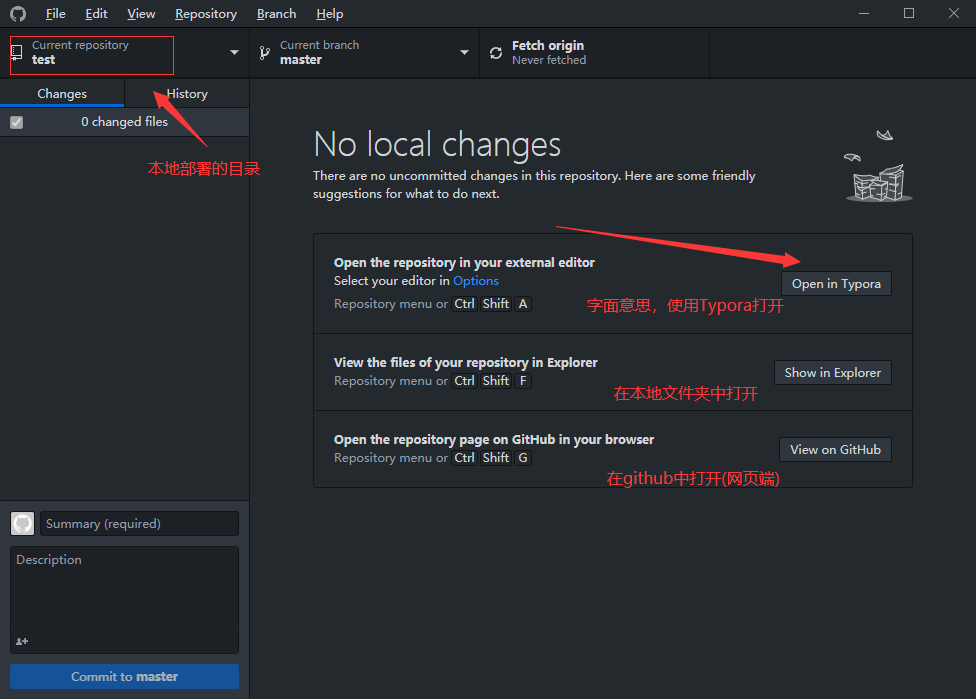 File Edit View Repository Branch Help
Current repository
test
Current branch
master
Fetch origin
Never fetched
Changes
History
0 changed files
本地部署的目录
No local changes
There are no uncommitted changes in this repository. Here are some friendly
suggestions for what to do next.
Open the repository in your external editor
Select your editor in Options
Repository menu or Ctrl Shift A
Open in Typora
字面意思，使用Typora打开
View the files of your repository in Explorer
Repository menu or Ctrl Shift F
Show in Explorer
在本地文件夹中打开
Open the repository page on GitHub in your browser
Repository menu or Ctrl Shift G
View on GitHub
在github中打开(网页端)
Summary (required)
Description
Commit to master